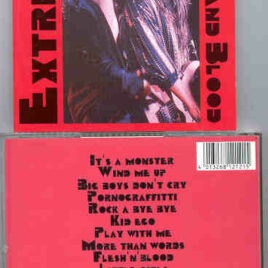 EXTRE
AND BLOOD
IT'S A MONSTER
WIND ME UP
BIG BOYS DON'T CRY
PORNOGRAFFITTI
ROCK A BYE BYE
KID EGO
PLAY WITH ME
MORE THAN WORDS
FLESH'N'BLOOD